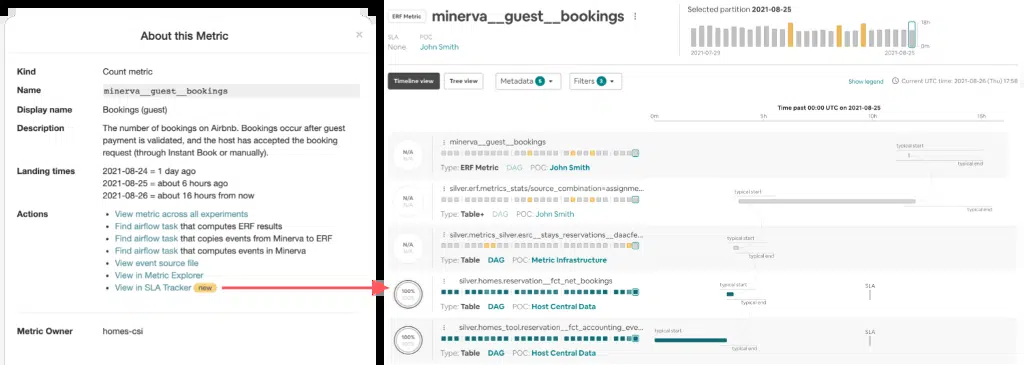 About this Metric
×
Kind Count metric
Name minerva__guest__bookings
Display name Bookings (guest)
Description The number of bookings on Airbnb. Bookings occur after guest
payment is validated, and the host has accepted the booking
request (through Instant Book or manually).
Landing times 2021-08-24 = 1 day ago
2021-08-25 = about 6 hours ago
2021-08-26 = about 16 hours from now
Actions
View metric across all experiments
Find airflow task that computes ERF results
Find airflow task that copies events from Minerva to ERF
Find airflow task that computes events in Minerva
View event source file
View in Metric Explorer
View in SLA Tracker new
Metric Owner homes-csi
ERF Metric minerva__guest__bookings
SLA POC
None John Smith
Selected partition 2021-08-25
18h
0m
2021-07-29 2021-08-25
Timeline view Tree view Metadata 6 Filters 3
Show legend Current UTC time: 2021-08-26 (Thu) 17:58
Time past 00:00 UTC on 2021-08-25
0m 5h 10h 15h
N/A
N/A
minerva__guest__bookings
Type: ERF Metric DAG POC: John Smith
typical start
typical end
N/A
N/A
silver.erf.metrics_stats/source_combination=assignme...
Type: Table+ DAG POC: John Smith
typical start
typical end
N/A
N/A
silver.metrics_silver.esrc__stays_reservations__daacfe...
Type: Table DAG POC: Metric Infrastructure
typical start
typical end
100%
100%
silver.homes.reservation__fct_net_bookings
Type: Table DAG POC: Host Central Data
typical start
typical end
SLA
100%
100%
silver.homes_tool.reservation__fct_accounting_eve...
Type: Table DAG POC: Host Central Data
typical start
typical end
SLA